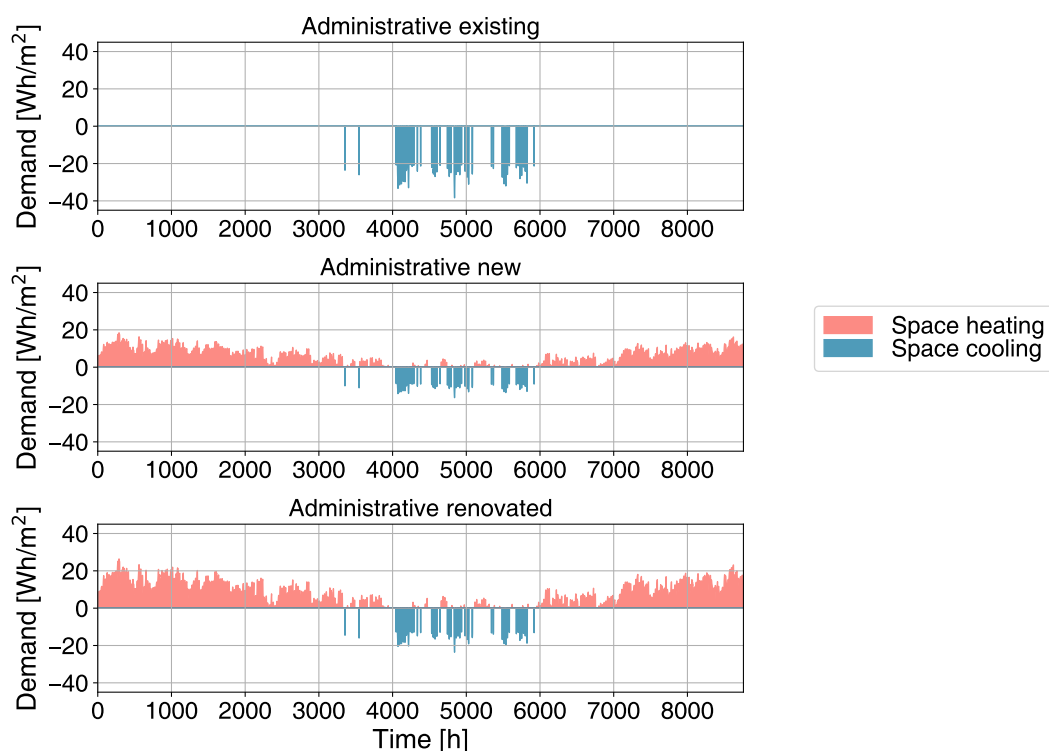 Administrative existing
Demand [Wh/m²]
40
20
0
−20
−40
0 1000 2000 3000 4000 5000 6000 7000 8000
Administrative new
Demand [Wh/m²]
40
20
0
−20
−40
0 1000 2000 3000 4000 5000 6000 7000 8000
Space heating
Space cooling
Administrative renovated
Demand [Wh/m²]
40
20
0
−20
−40
0 1000 2000 3000 4000 5000 6000 7000 8000
Time [h]